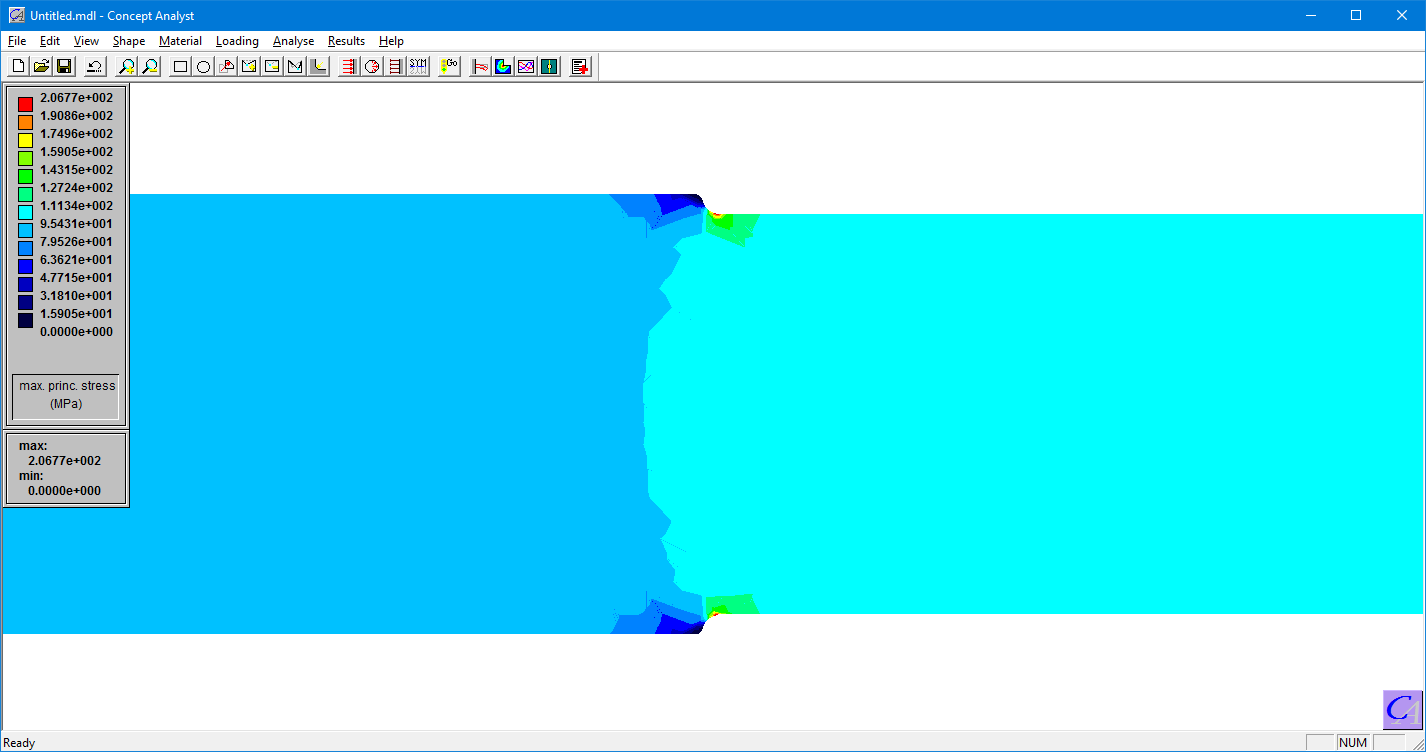 Untitled.mdl - Concept Analyst
File Edit View Shape Material Loading Analyse Results Help
Go
2.0677e+002
1.9086e+002
1.7496e+002
1.5905e+002
1.4315e+002
1.2724e+002
1.1134e+002
9.5431e+001
7.9526e+001
6.3621e+001
4.7715e+001
3.1810e+001
1.5905e+001
0.0000e+000
max. princ. stress
(MPa)
max:
2.0677e+002
min:
0.0000e+000
CA
Ready
NUM